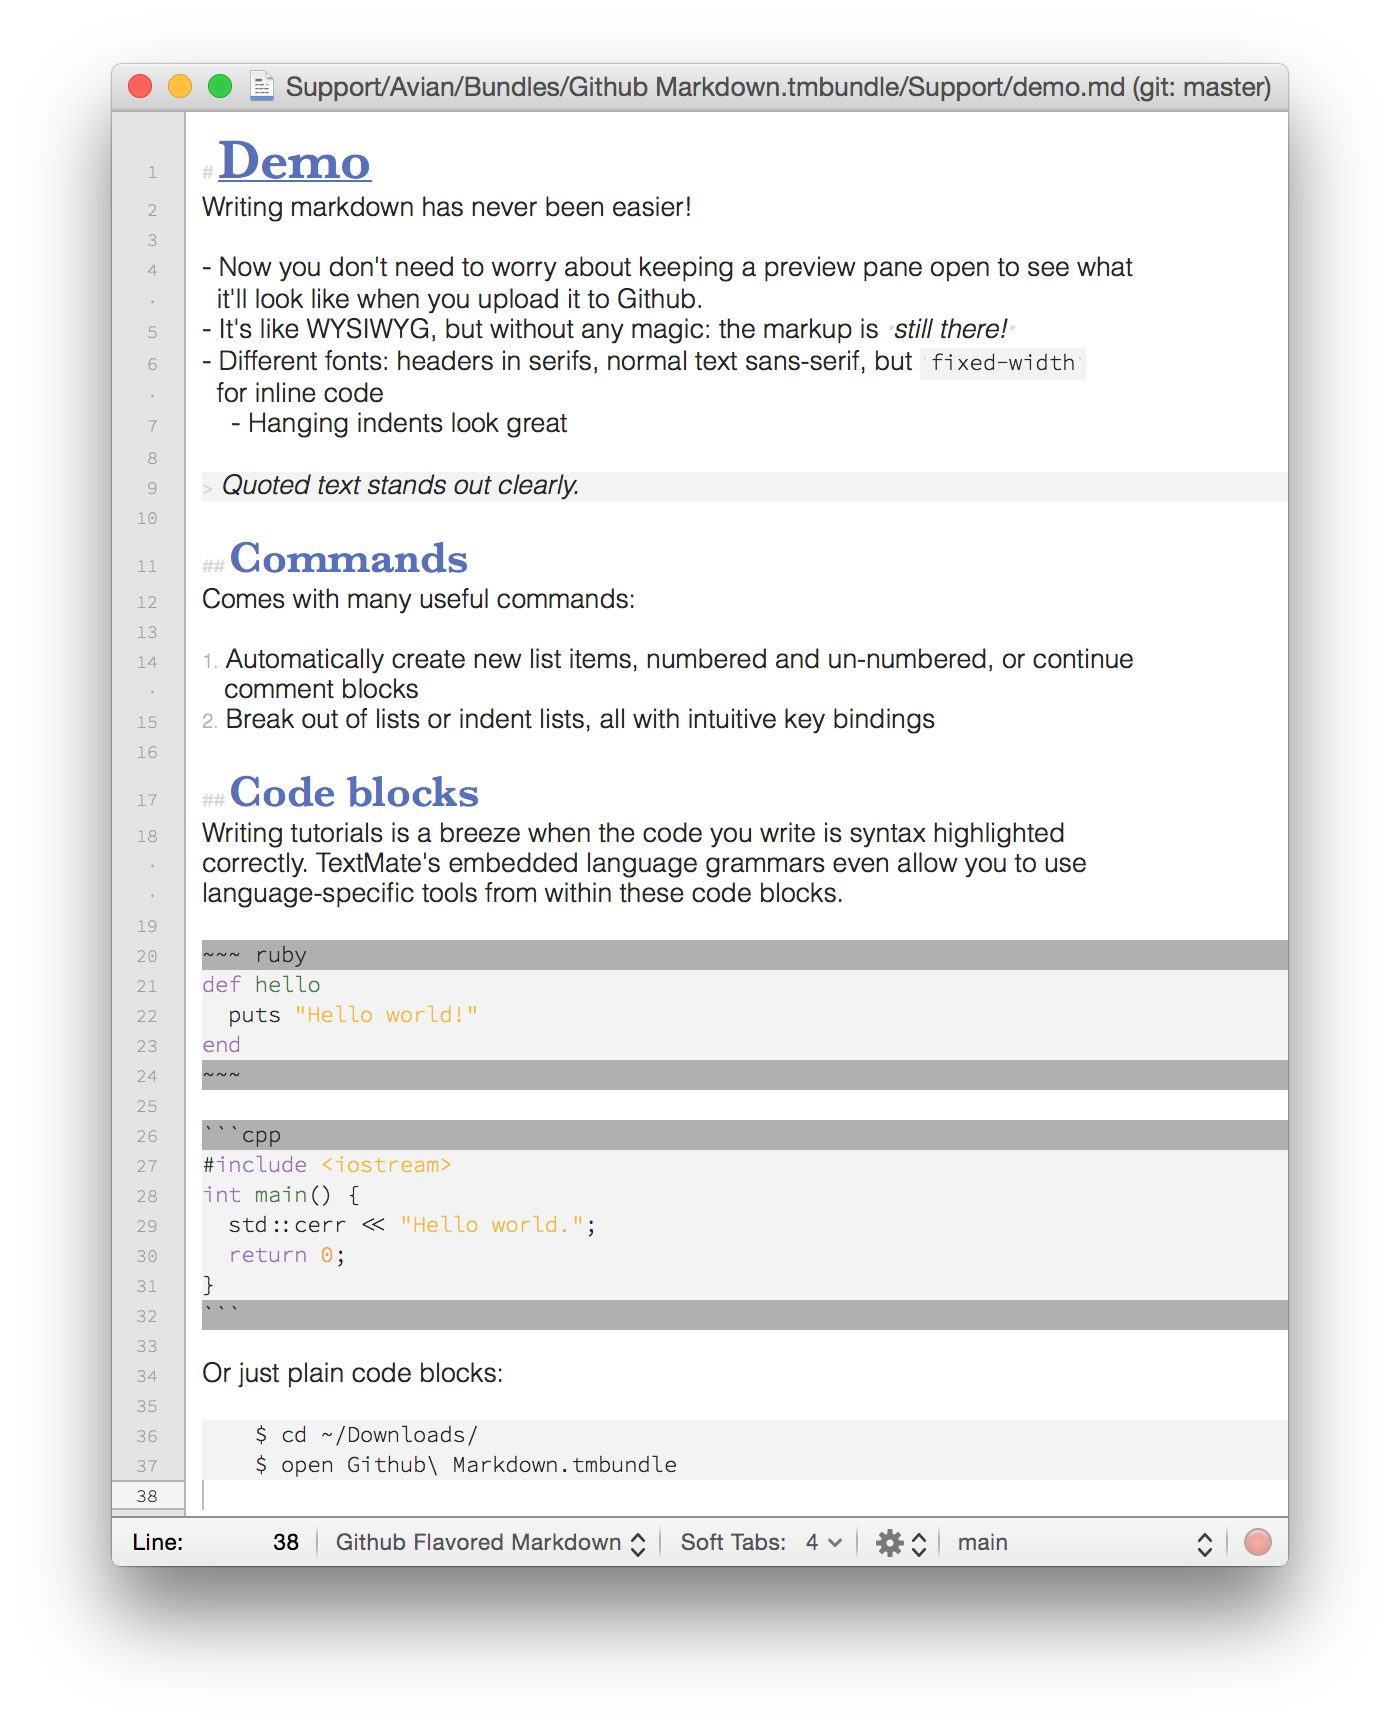 Support/Avian/Bundles/Github Markdown.tmbundle/Support/demo.md (git: master)
1 # Demo
2 Writing markdown has never been easier!
3
4 - Now you don't need to worry about keeping a preview pane open to see what
· it'll look like when you upload it to Github.
5 - It's like WYSIWYG, but without any magic: the markup is *still there!*
6 - Different fonts: headers in serifs, normal text sans-serif, but `fixed-width`
· for inline code
7 - Hanging indents look great
8
9 > Quoted text stands out clearly.
10
11 ## Commands
12 Comes with many useful commands:
13
14 1. Automatically create new list items, numbered and un-numbered, or continue
· comment blocks
15 2. Break out of lists or indent lists, all with intuitive key bindings
16
17 ## Code blocks
18 Writing tutorials is a breeze when the code you write is syntax highlighted
· correctly. TextMate's embedded language grammars even allow you to use
· language-specific tools from within these code blocks.
19
20 ~~~ ruby
21 def hello
22   puts "Hello world!"
23 end
24 ~~~
25
26 ```cpp
27 #include <iostream>
28 int main() {
29   std::cerr << "Hello world.";
30   return 0;
31 }
32 ```
33
34 Or just plain code blocks:
35
36     $ cd ~/Downloads/
37     $ open Github\ Markdown.tmbundle
38
Line: 38 Github Flavored Markdown Soft Tabs: 4 main